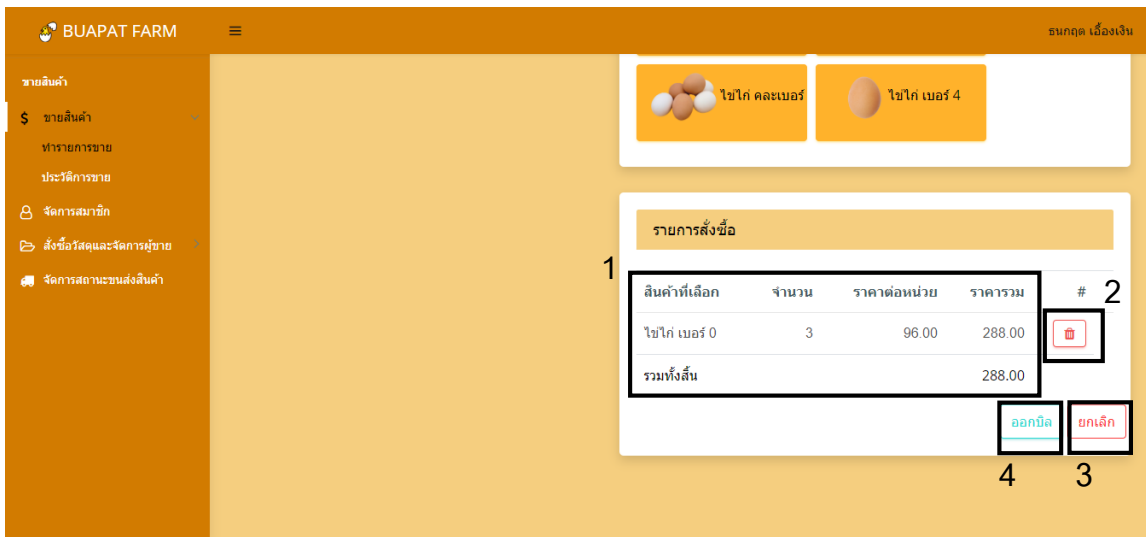 BUAPAT FARM
ธนกฤต เอื้องเงิน
ขายสินค้า
$ ขายสินค้า
ทำรายการขาย
ประวัติการขาย
จัดการสมาชิก
สั่งซื้อวัสดุและจัดการผู้ขาย
จัดการสถานะขนส่งสินค้า
ไข่ไก่ คละเบอร์
ไข่ไก่ เบอร์ 4
รายการสั่งซื้อ
1
สินค้าที่เลือก จำนวน ราคาต่อหน่วย ราคารวม #
2
ไข่ไก่ เบอร์ 0 3 96.00 288.00
รวมทั้งสิ้น 288.00
ออกบิล ยกเลิก
4 3